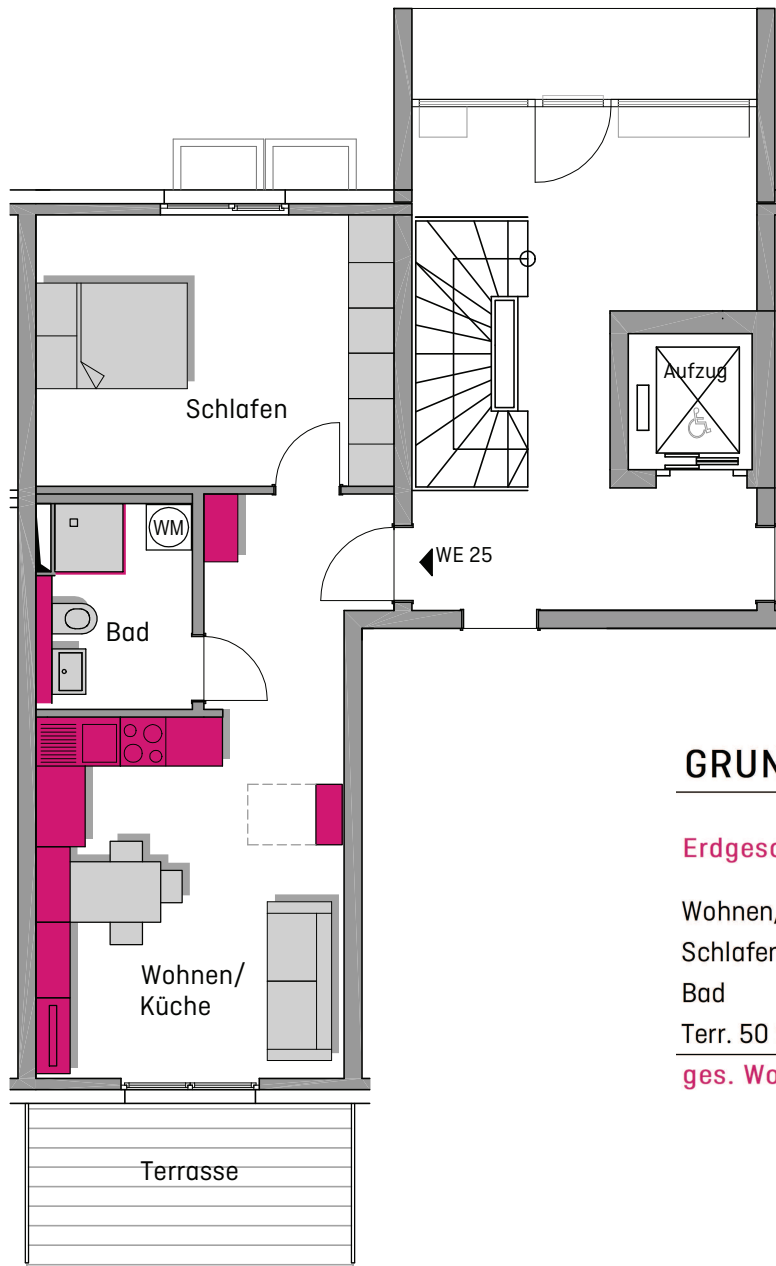 Aufzug
Schlafen
WM
WE 25
Bad
Wohnen/
Küche
Terrasse
GRUN
Erdgesc
Wohnen/
Schlafen
Bad
Terr. 50
ges. Wo